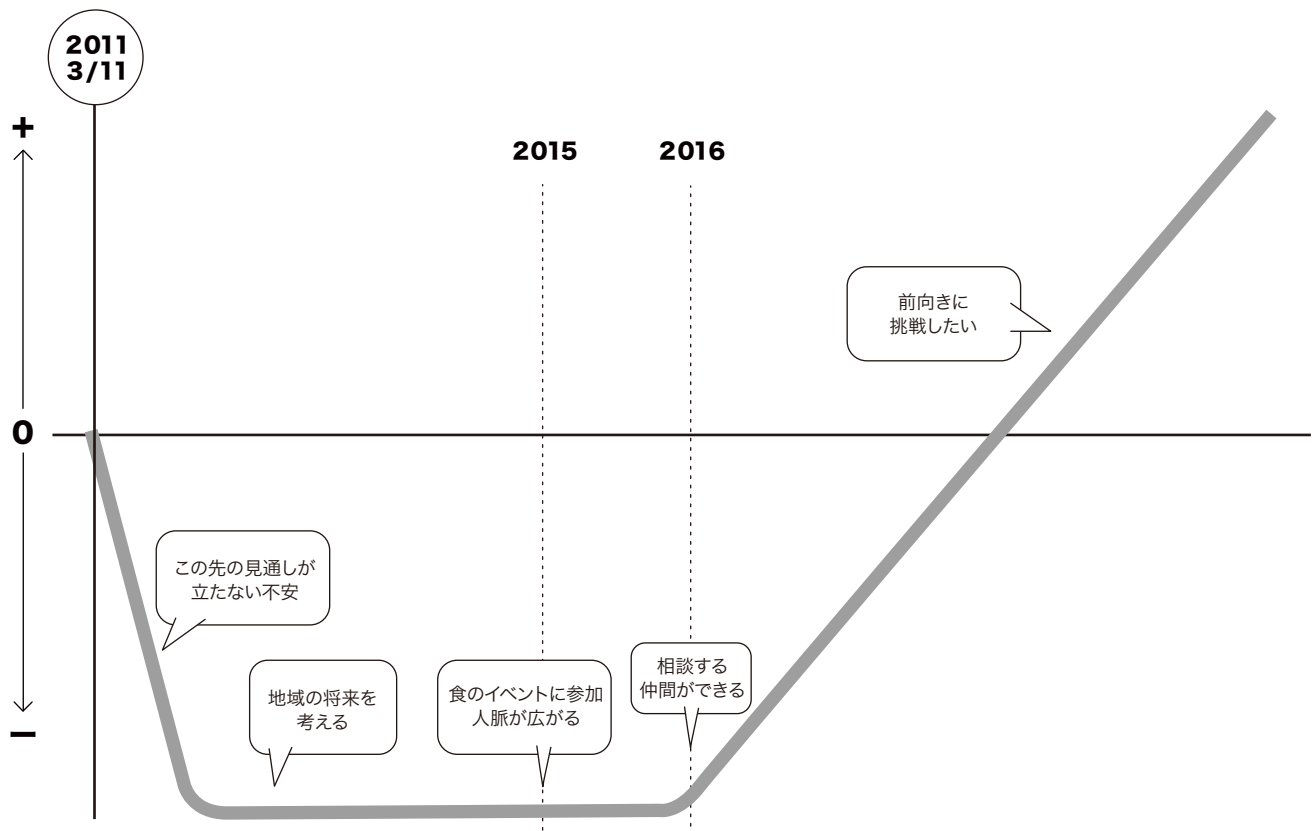 2011
3/11
+
2015
2016
前向きに
挑戦したい
0
この先の見通しが
立たない不安
相談する
仲間ができる
地域の将来を
考える
食のイベントに参加
人脈が広がる
−